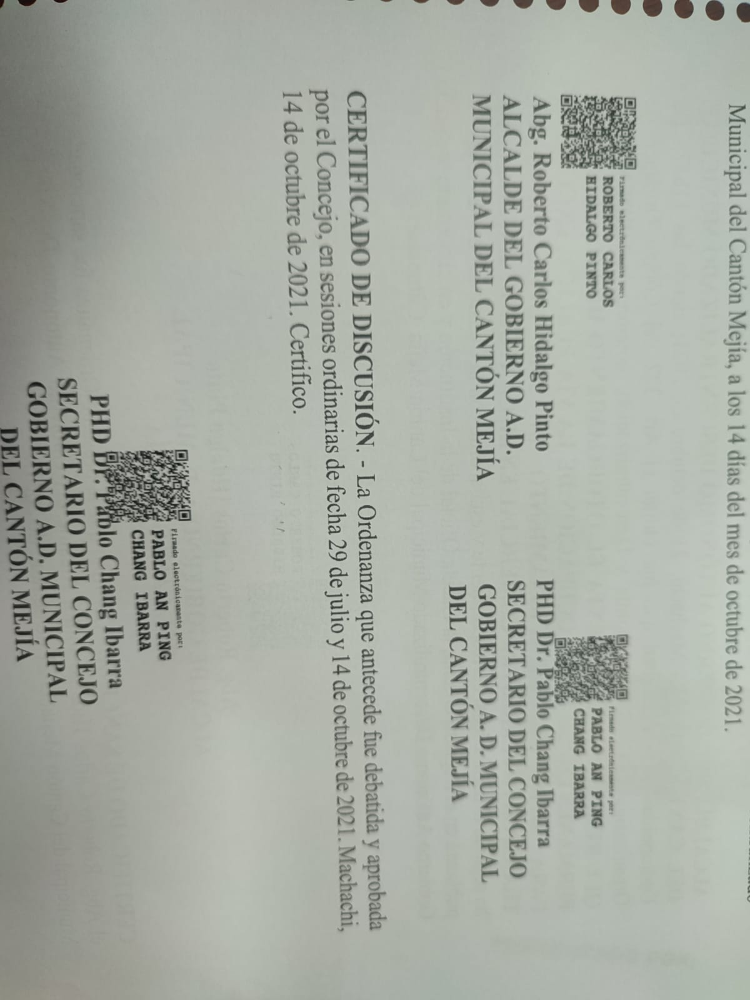 Municipal del Cantón Mejía, a los 14 días del mes de octubre de 2021.
Firmado electrónicamente por:
ROBERTO CARLOS
HIDALGO PINTO
Abg. Roberto Carlos Hidalgo Pinto
ALCALDE DEL GOBIERNO A.D.
MUNICIPAL DEL CANTÓN MEJÍA
Firmado electrónicamente por:
PABLO AN PING
CHANG IBARRA
PHD Dr. Pablo Chang Ibarra
SECRETARIO DEL CONCEJO
GOBIERNO A. D. MUNICIPAL
DEL CANTÓN MEJÍA
CERTIFICADO DE DISCUSIÓN. - La Ordenanza que antecede fue debatida y aprobada
por el Concejo, en sesiones ordinarias de fecha 29 de julio y 14 de octubre de 2021. Machachi,
14 de octubre de 2021. Certifico.
Firmado electrónicamente por:
PABLO AN PING
CHANG IBARRA
PHD Dr. Pablo Chang Ibarra
SECRETARIO DEL CONCEJO
GOBIERNO A.D. MUNICIPAL
DEL CANTÓN MEJÍA